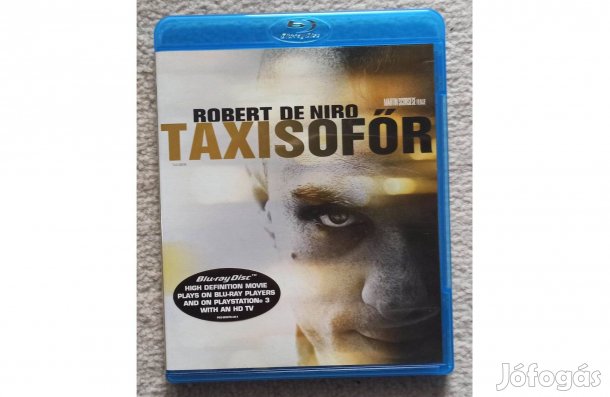 Blu-ray Disc
ROBERT DE NIRO
MARTIN SCORSESE FILMJE
TAXISOFŐR
Blu-ray Disc™
HIGH DEFINITION MOVIE
PLAYS ON BLU-RAY PLAYERS
AND ON PLAYSTATION® 3
WITH AN HD TV
Jófogás